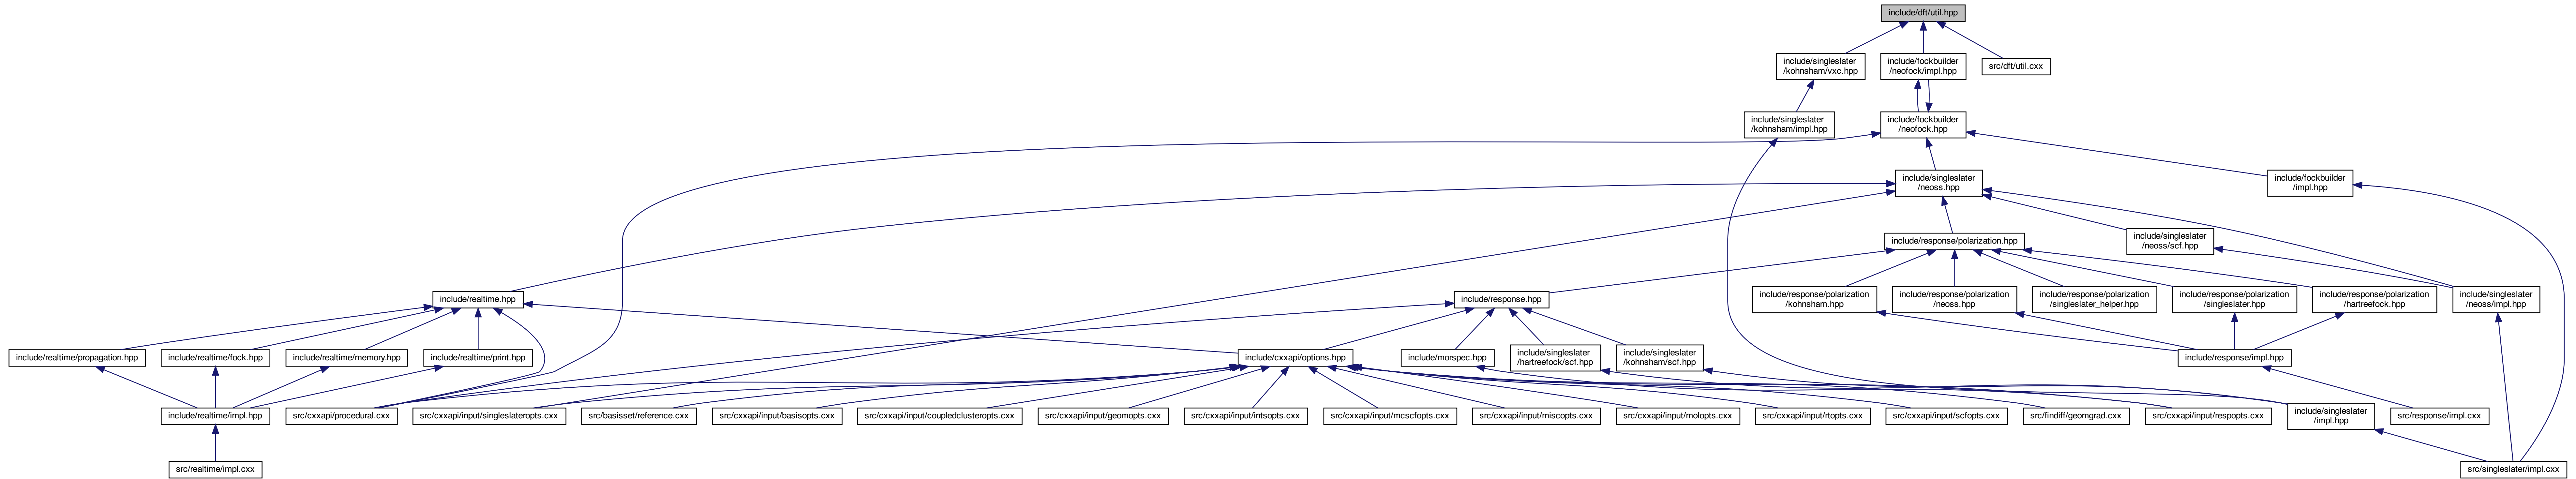 include/dft/util.hpp
include/singleslater
/kohnsham/vxc.hpp
include/fockbuilder
/neofock/impl.hpp
src/dft/util.cxx
include/singleslater
/kohnsham/impl.hpp
include/fockbuilder
/neofock.hpp
include/singleslater
/neoss.hpp
include/fockbuilder
/impl.hpp
include/response/polarization.hpp
include/singleslater
/neoss/scf.hpp
include/realtime.hpp
include/response.hpp
include/response/polarization
/kohnsham.hpp
include/response/polarization
/neoss.hpp
include/response/polarization
/singleslater_helper.hpp
include/response/polarization
/singleslater.hpp
include/response/polarization
/hartreefock.hpp
include/singleslater
/neoss/impl.hpp
include/realtime/propagation.hpp
include/realtime/fock.hpp
include/realtime/memory.hpp
include/realtime/print.hpp
include/cxxapi/options.hpp
include/morspec.hpp
include/singleslater
/hartreefock/scf.hpp
include/singleslater
/kohnsham/scf.hpp
include/response/impl.hpp
include/realtime/impl.hpp
src/cxxapi/procedural.cxx
src/cxxapi/input/singleslateropts.cxx
src/basisset/reference.cxx
src/cxxapi/input/basisopts.cxx
src/cxxapi/input/coupledclusteropts.cxx
src/cxxapi/input/geomopts.cxx
src/cxxapi/input/intsopts.cxx
src/cxxapi/input/mcscfopts.cxx
src/cxxapi/input/miscopts.cxx
src/cxxapi/input/molopts.cxx
src/cxxapi/input/rtopts.cxx
src/cxxapi/input/scfopts.cxx
src/findiff/geomgrad.cxx
src/cxxapi/input/respopts.cxx
include/singleslater
/impl.hpp
src/response/impl.cxx
src/realtime/impl.cxx
src/singleslater/impl.cxx